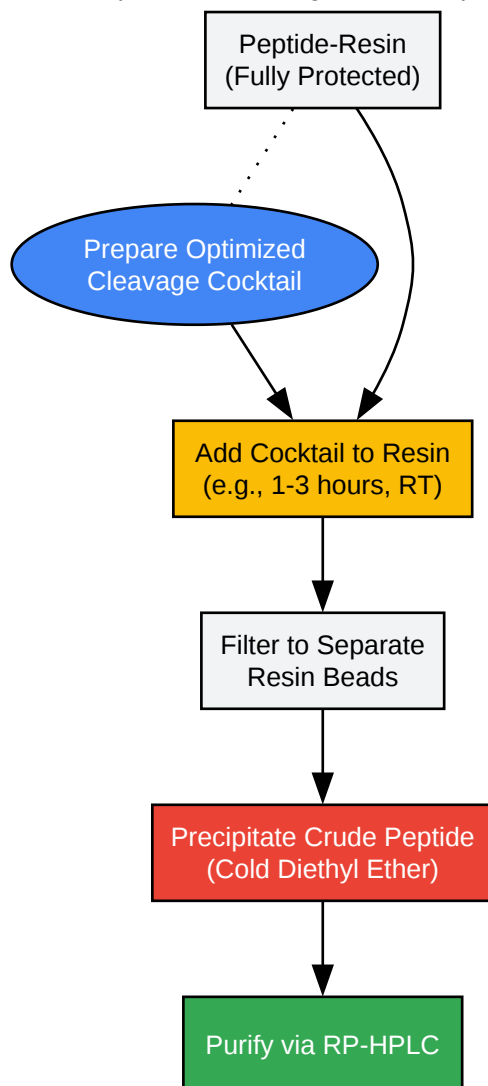 Peptide-Resin
(Fully Protected)
Prepare Optimized
Cleavage Cocktail
Add Cocktail to Resin
(e.g., 1-3 hours, RT)
Filter to Separate
Resin Beads
Precipitate Crude Peptide
(Cold Diethyl Ether)
Purify via RP-HPLC